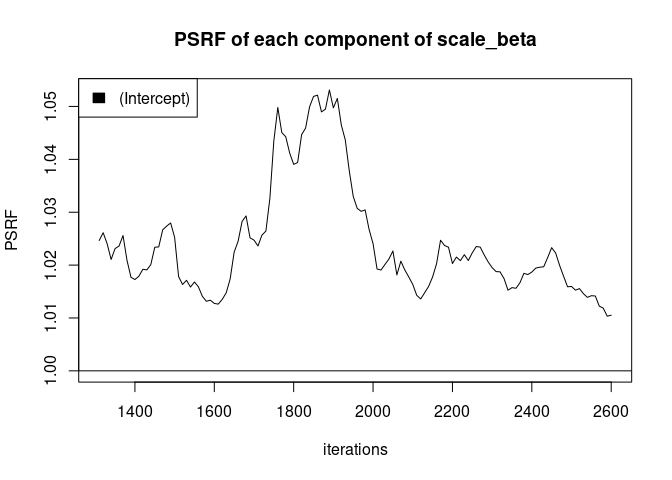 PSRF of each component of scale_beta
(Intercept)
PSRF
1.05
1.04
1.03
1.02
1.01
1.00
1400 1600 1800 2000 2200 2400 2600
iterations